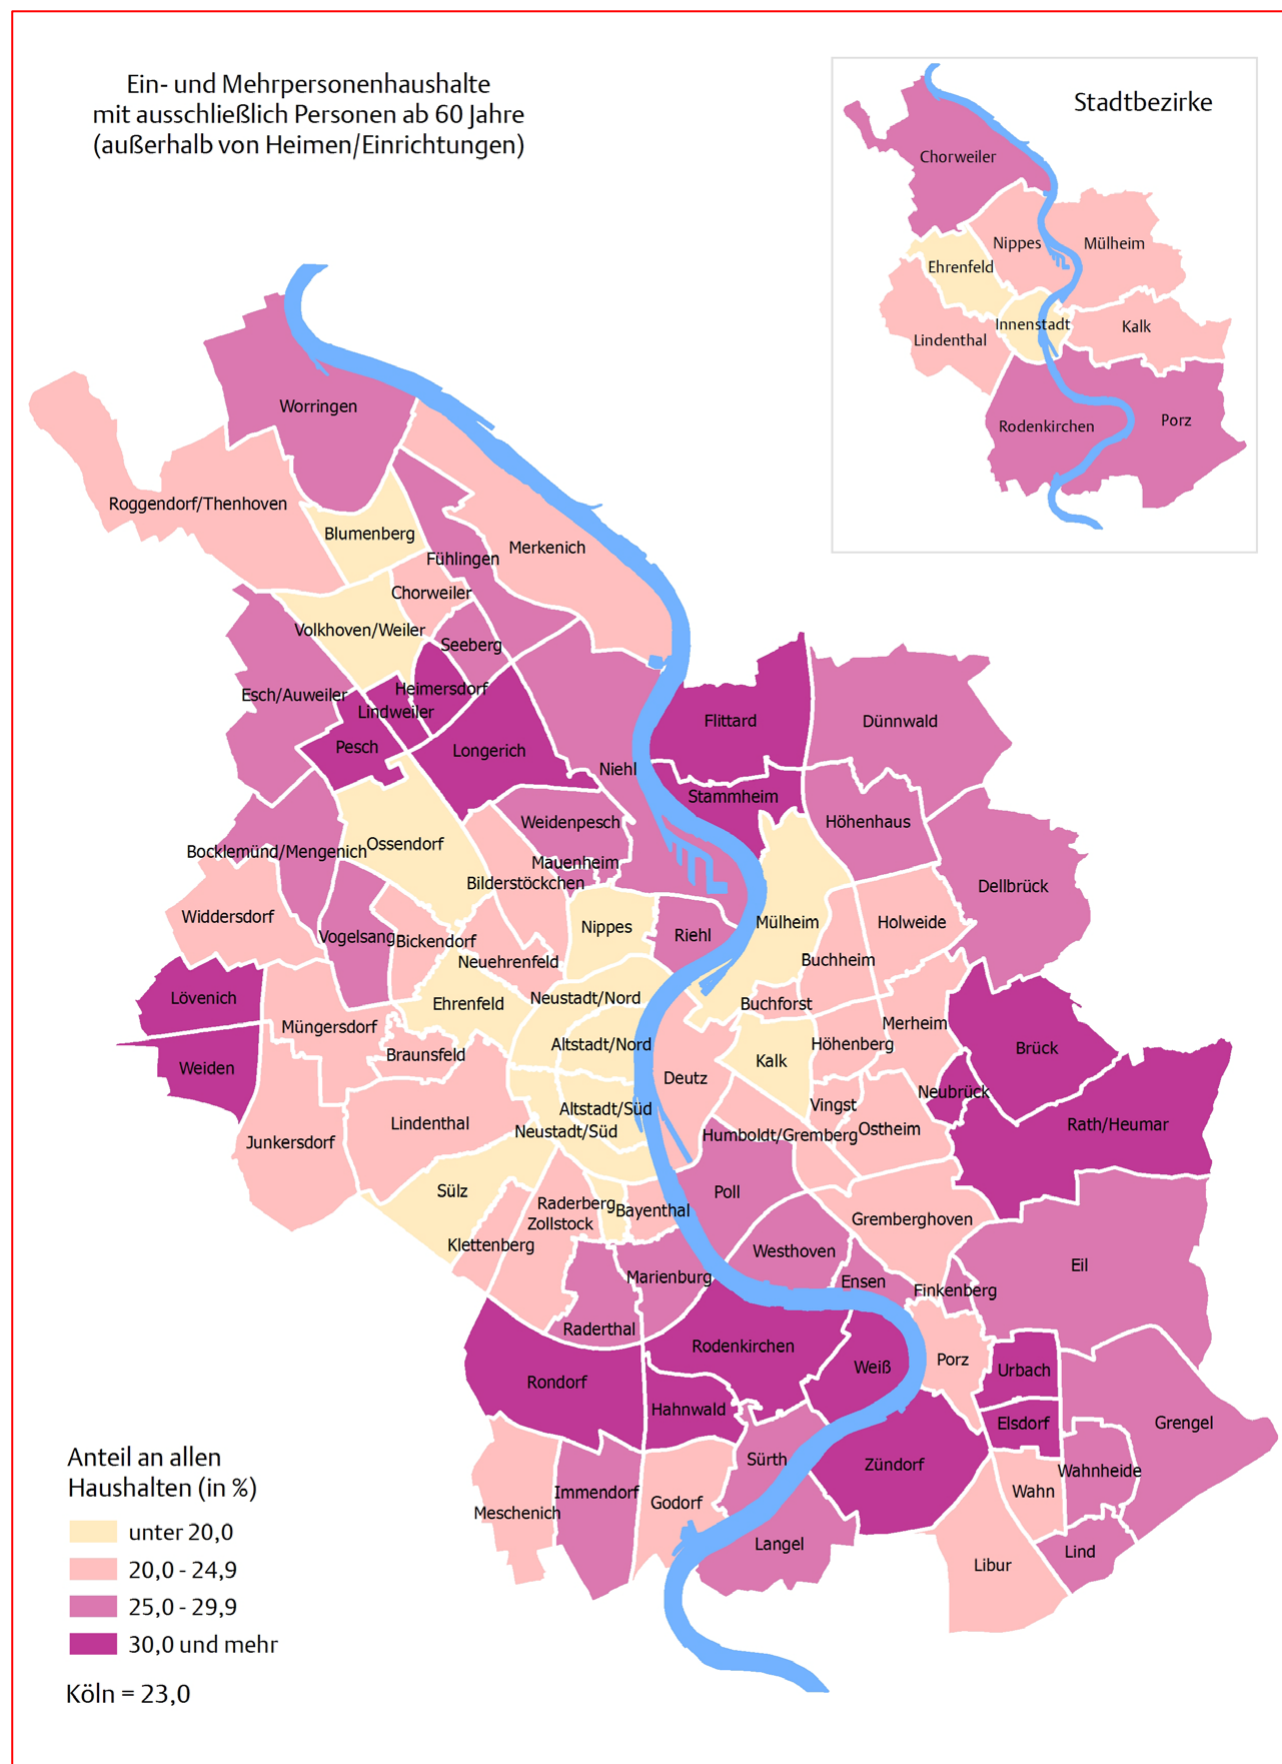 Ein- und Mehrpersonenhaushalte
mit ausschließlich Personen ab 60 Jahre
(außerhalb von Heimen/Einrichtungen)
Stadtbezirke
Chorweiler
Nippes
Mülheim
Ehrenfeld
Innenstadt
Kalk
Lindenthal
Rodenkirchen
Porz
Worringen
Roggendorf/Thenhoven
Blumenberg
Merkenich
Fühlingen
Chorweiler
Volkhoven/Weiler
Seeberg
Heimersdorf
Esch/Auweiler
Lindweiler
Flittard
Dünnwald
Pesch
Longerich
Niehl
Stammheim
Weidenpesch
Höhenhaus
Ossendorf
Bocklemünd/Mengenich
Mauenheim
Bilderstöckchen
Dellbrück
Widdersdorf
Nippes
Mülheim
Holweide
Vogelsang
Bickendorf
Riehl
Neuehrenfeld
Buchheim
Lövenich
Ehrenfeld
Neustadt/Nord
Buchforst
Müngersdorf
Merheim
Braunsfeld
Altstadt/Nord
Höhenberg
Brück
Weiden
Kalk
Deutz
Neubrück
Vingst
Altstadt/Süd
Lindenthal
Rath/Heumar
Neustadt/Süd
Humboldt/Gremberg
Ostheim
Junkersdorf
Sülz
Poll
Raderberg
Bayenthal
Zollstock
Gremberghoven
Klettenberg
Westhoven
Eil
Marienburg
Ensen
Finkenberg
Raderthal
Rodenkirchen
Porz
Weiß
Urbach
Rondorf
Hahnwald
Elsdorf
Grengel
Sürth
Zündorf
Wahnheide
Immendorf
Wahn
Godorf
Meschenich
Langel
Lind
Libur
Anteil an allen
Haushalten (in %)
unter 20,0
20,0 - 24,9
25,0 - 29,9
30,0 und mehr
Köln = 23,0